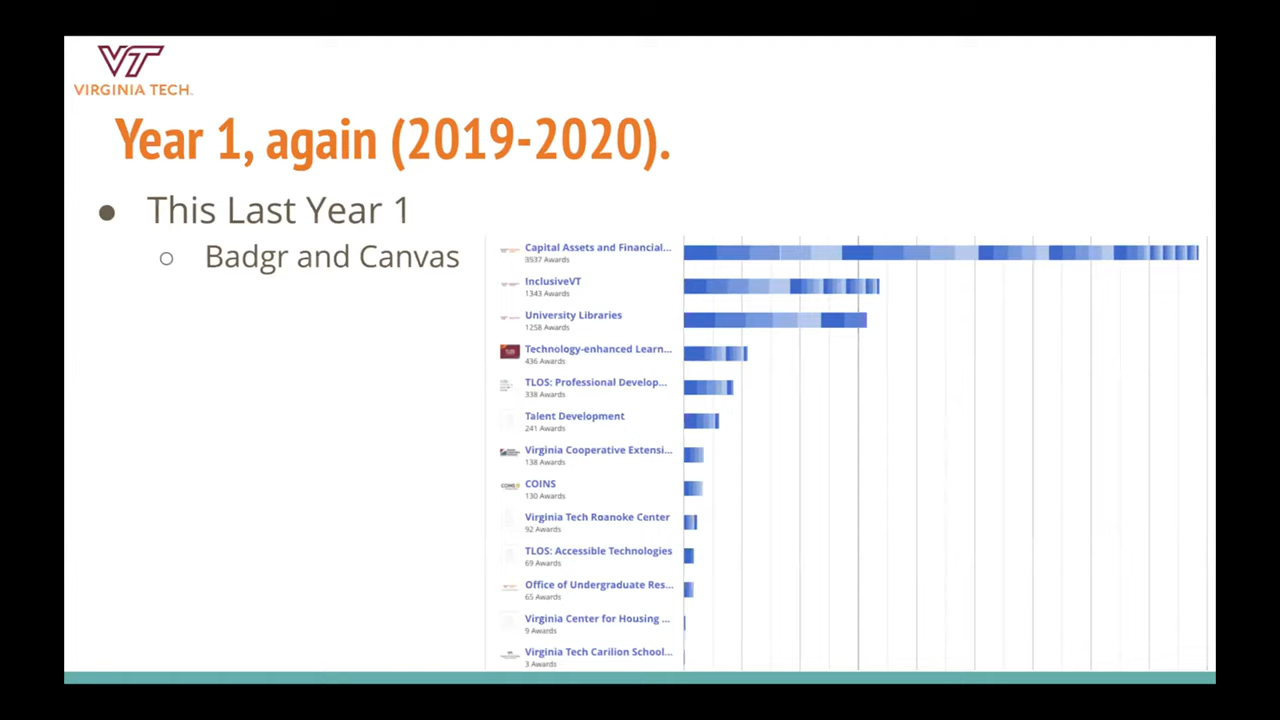 VT
VIRGINIA TECH.
Year 1, again (2019-2020).
● This Last Year 1
○ Badgr and Canvas
Capital Assets and Financial...
3537 Awards
InclusiveVT
1343 Awards
University Libraries
1258 Awards
Technology-enhanced Learn...
436 Awards
TLOS: Professional Develop...
338 Awards
Talent Development
241 Awards
Virginia Cooperative Extensi...
138 Awards
COINS
130 Awards
Virginia Tech Roanoke Center
92 Awards
TLOS: Accessible Technologies
69 Awards
Office of Undergraduate Res...
65 Awards
Virginia Center for Housing ...
9 Awards
Virginia Tech Carilion School...
3 Awards